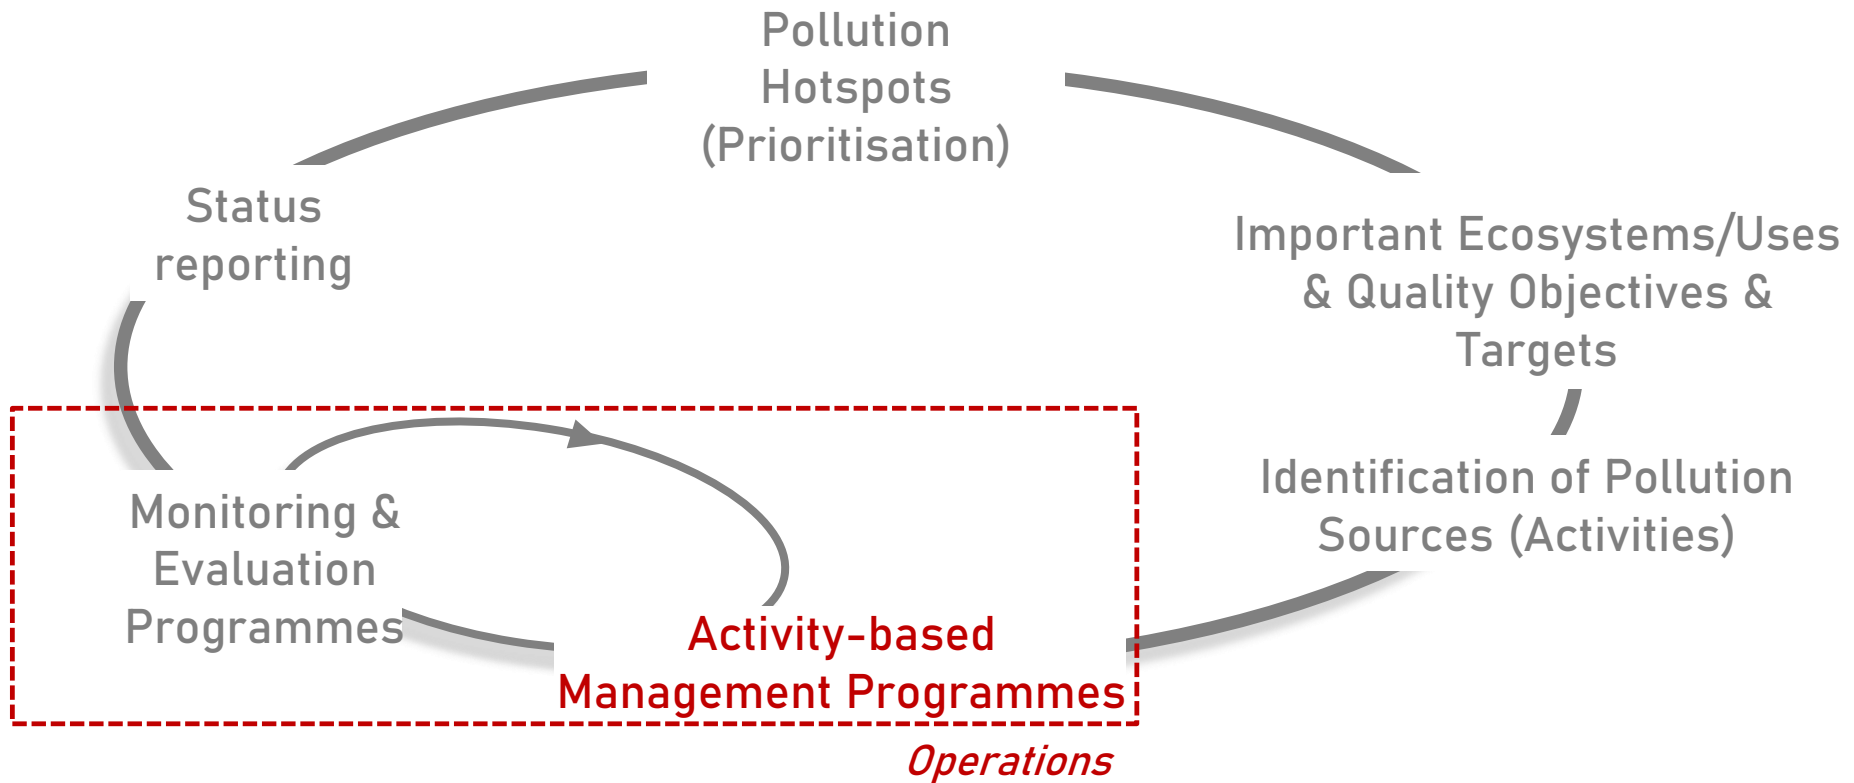 Pollution
Hotspots
(Prioritisation)
Status
reporting
Important Ecosystems/Uses
& Quality Objectives &
Targets
Identification of Pollution
Sources (Activities)
Monitoring &
Evaluation
Programmes
Activity-based
Management Programmes
Operations